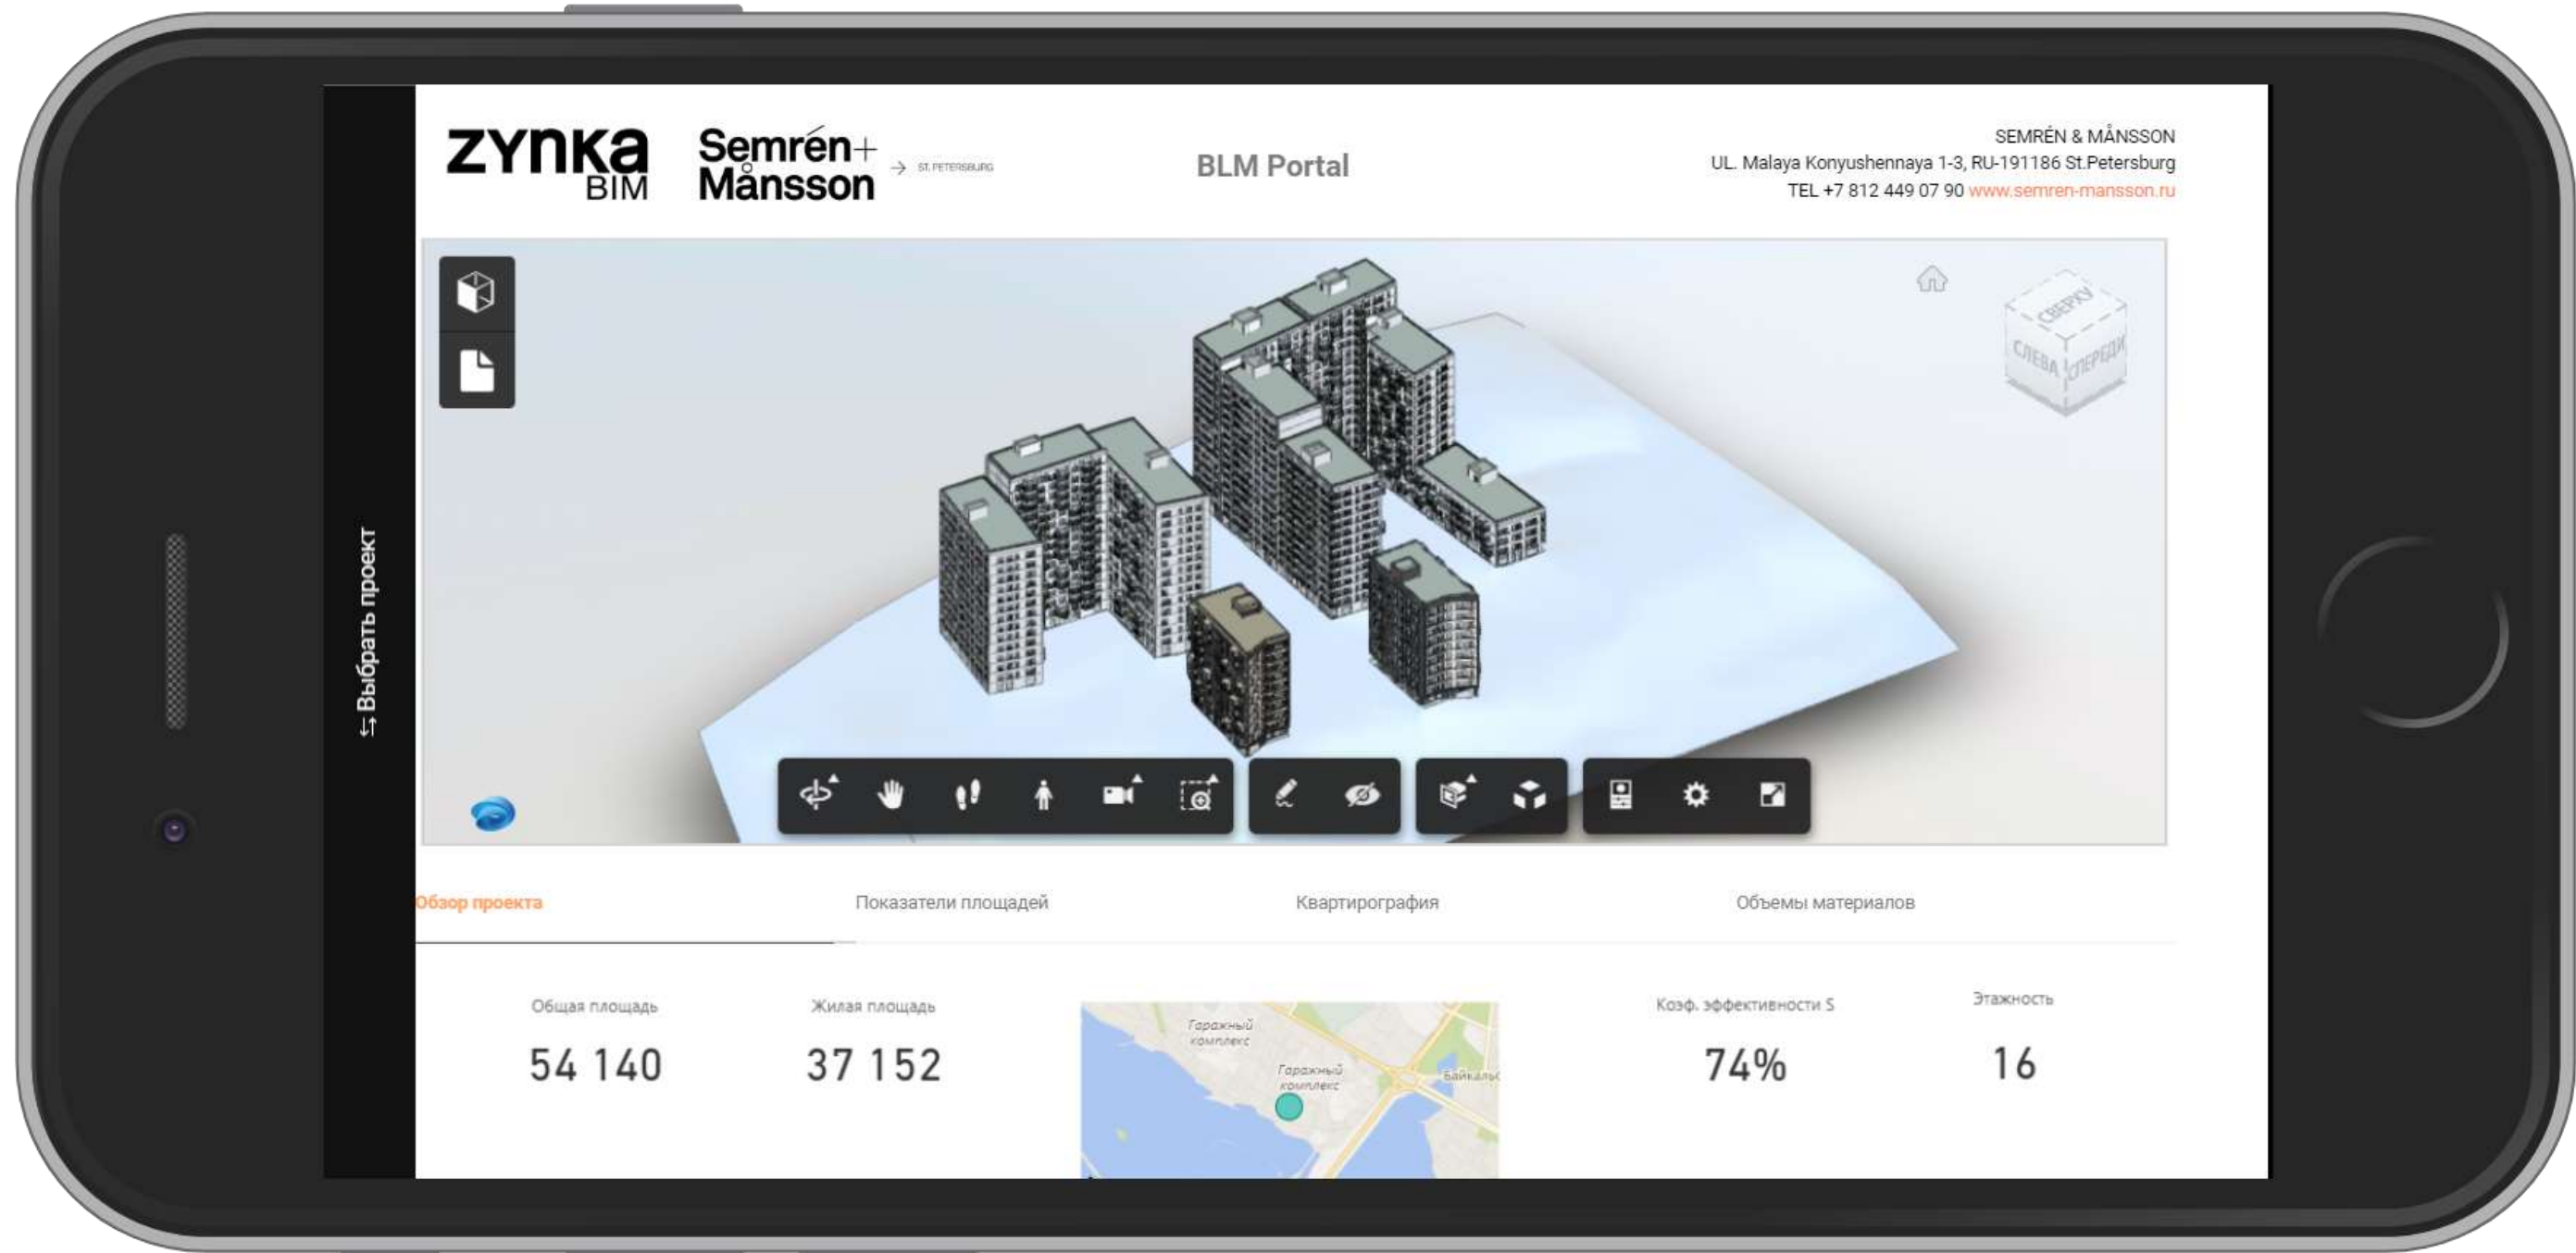 zynka
BIM
Semrén+
Månsson
→ ST. PETERSBURG
BLM Portal
SEMRÉN & MÅNSSON
UL. Malaya Konyushennaya 1-3, RU-191186 St.Petersburg
TEL +7 812 449 07 90 www.semren-mansson.ru
СВЕРХУ
СЛЕВА
СПЕРЕДИ
⇆ Выбрать проект
Обзор проекта
Показатели площадей
Квартирография
Объемы материалов
Общая площадь
54 140
Жилая площадь
37 152
Гаражный
комплекс
Гаражный
комплекс
Коэф. эффективности S
74%
Этажность
16